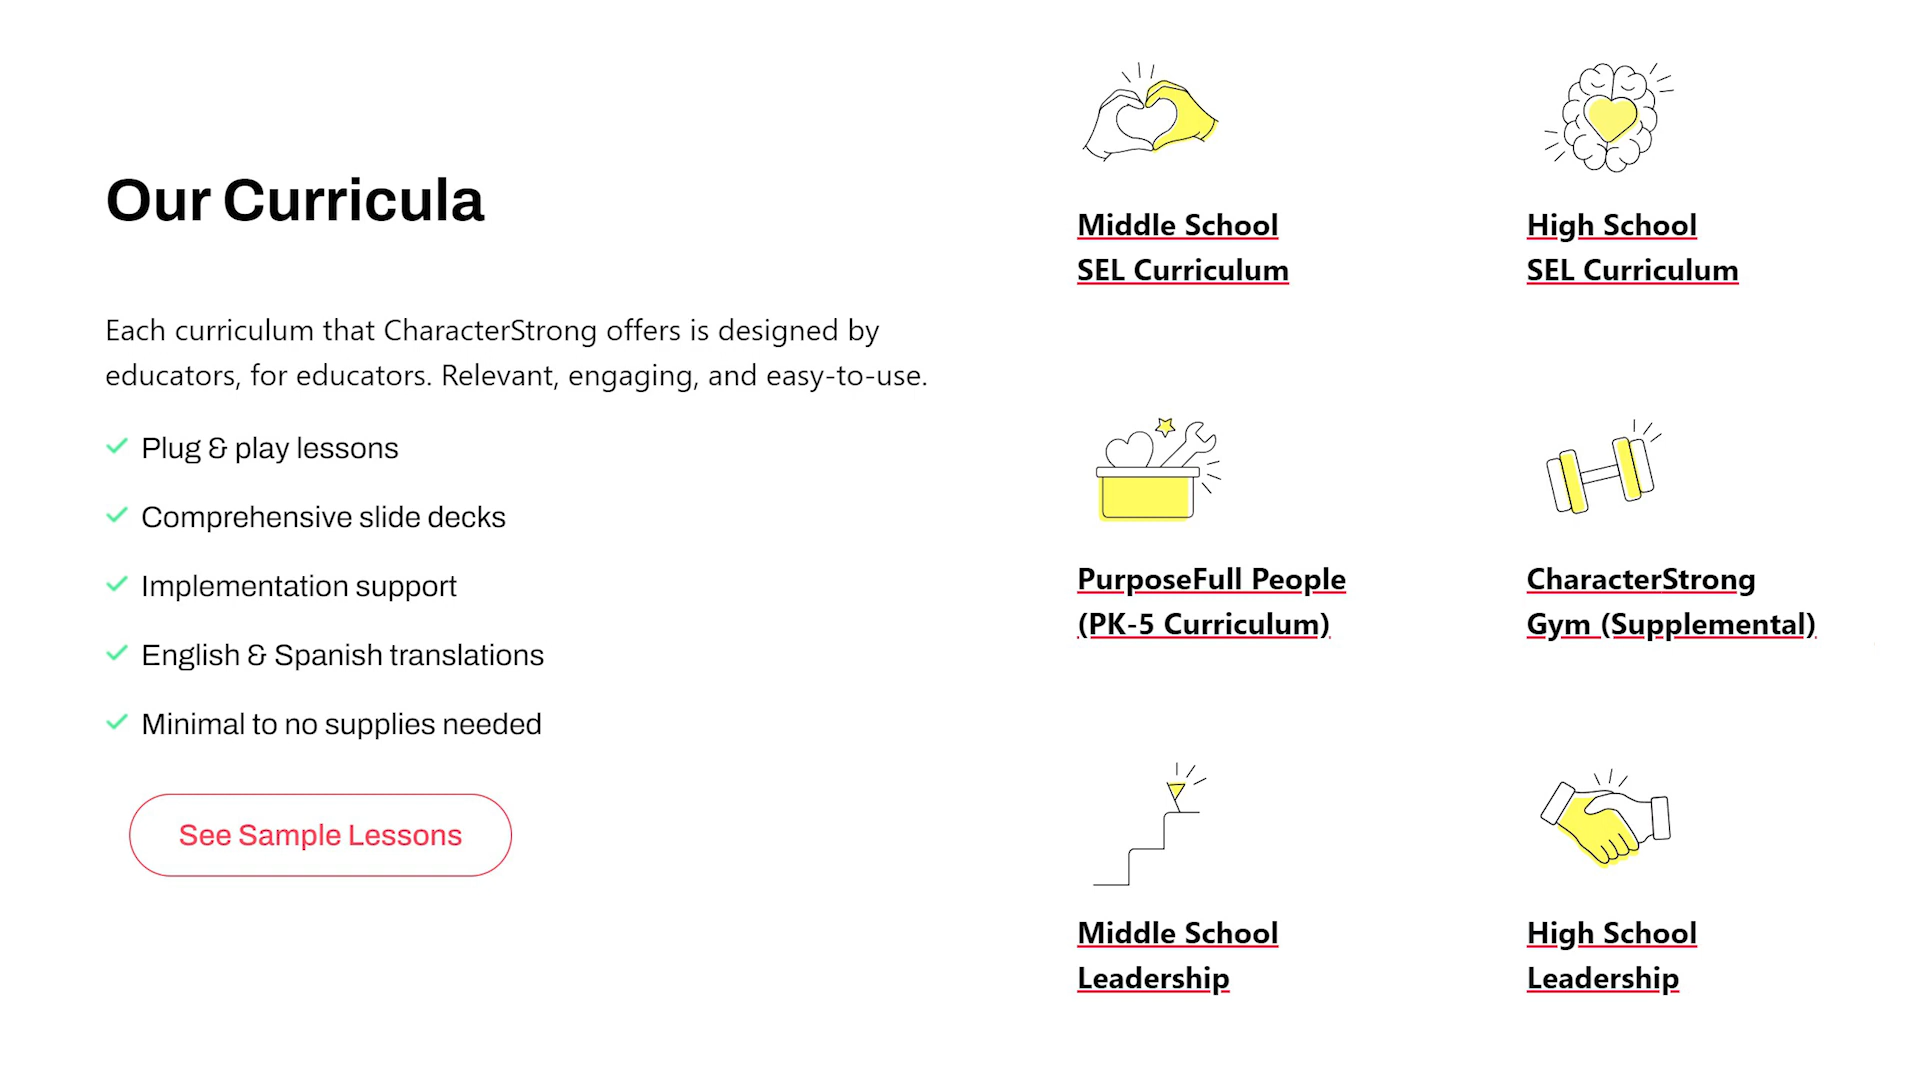 Our Curricula
Each curriculum that CharacterStrong offers is designed by
educators, for educators. Relevant, engaging, and easy-to-use.
Plug & play lessons
Comprehensive slide decks
Implementation support
English & Spanish translations
Minimal to no supplies needed
See Sample Lessons
Middle School
SEL Curriculum
High School
SEL Curriculum
PurposeFull People
(PK-5 Curriculum)
CharacterStrong
Gym (Supplemental)
Middle School
Leadership
High School
Leadership